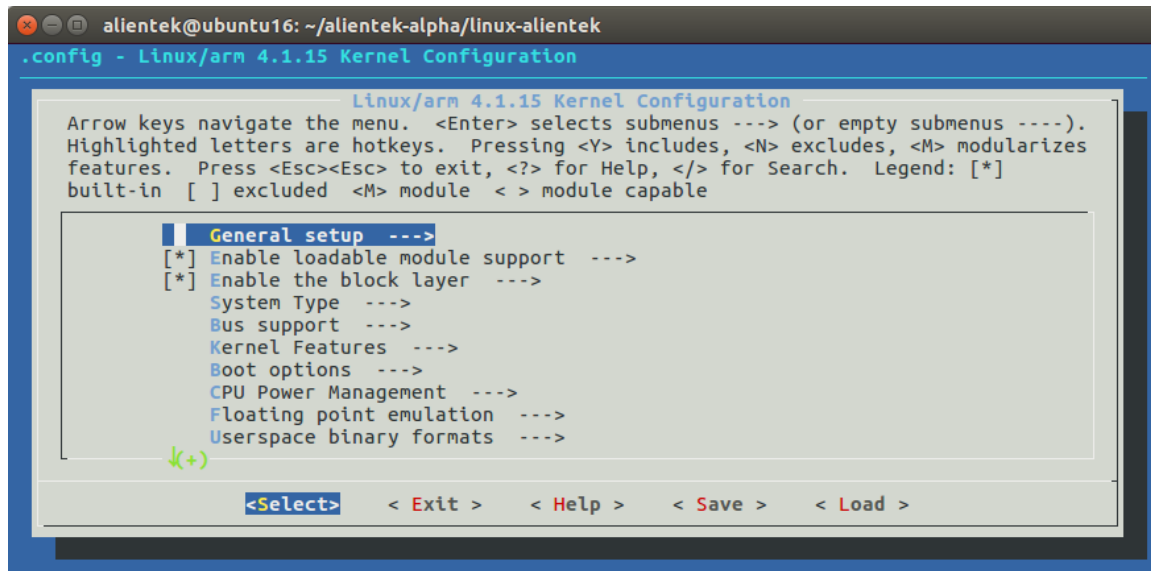 alientek@ubuntu16: ~/alientek-alpha/linux-alientek
.config - Linux/arm 4.1.15 Kernel Configuration
Linux/arm 4.1.15 Kernel Configuration
Arrow keys navigate the menu.  <Enter> selects submenus ---> (or empty submenus ----).
Highlighted letters are hotkeys.  Pressing <Y> includes, <N> excludes, <M> modularizes
features.  Press <Esc><Esc> to exit, <?> for Help, </> for Search.  Legend: [*]
built-in  [ ] excluded  <M> module  < > module capable
General setup  --->
[*] Enable loadable module support  --->
[*] Enable the block layer  --->
System Type  --->
Bus support  --->
Kernel Features  --->
Boot options  --->
CPU Power Management  --->
Floating point emulation  --->
Userspace binary formats  --->
↓(+)
<Select>    < Exit >    < Help >    < Save >    < Load >